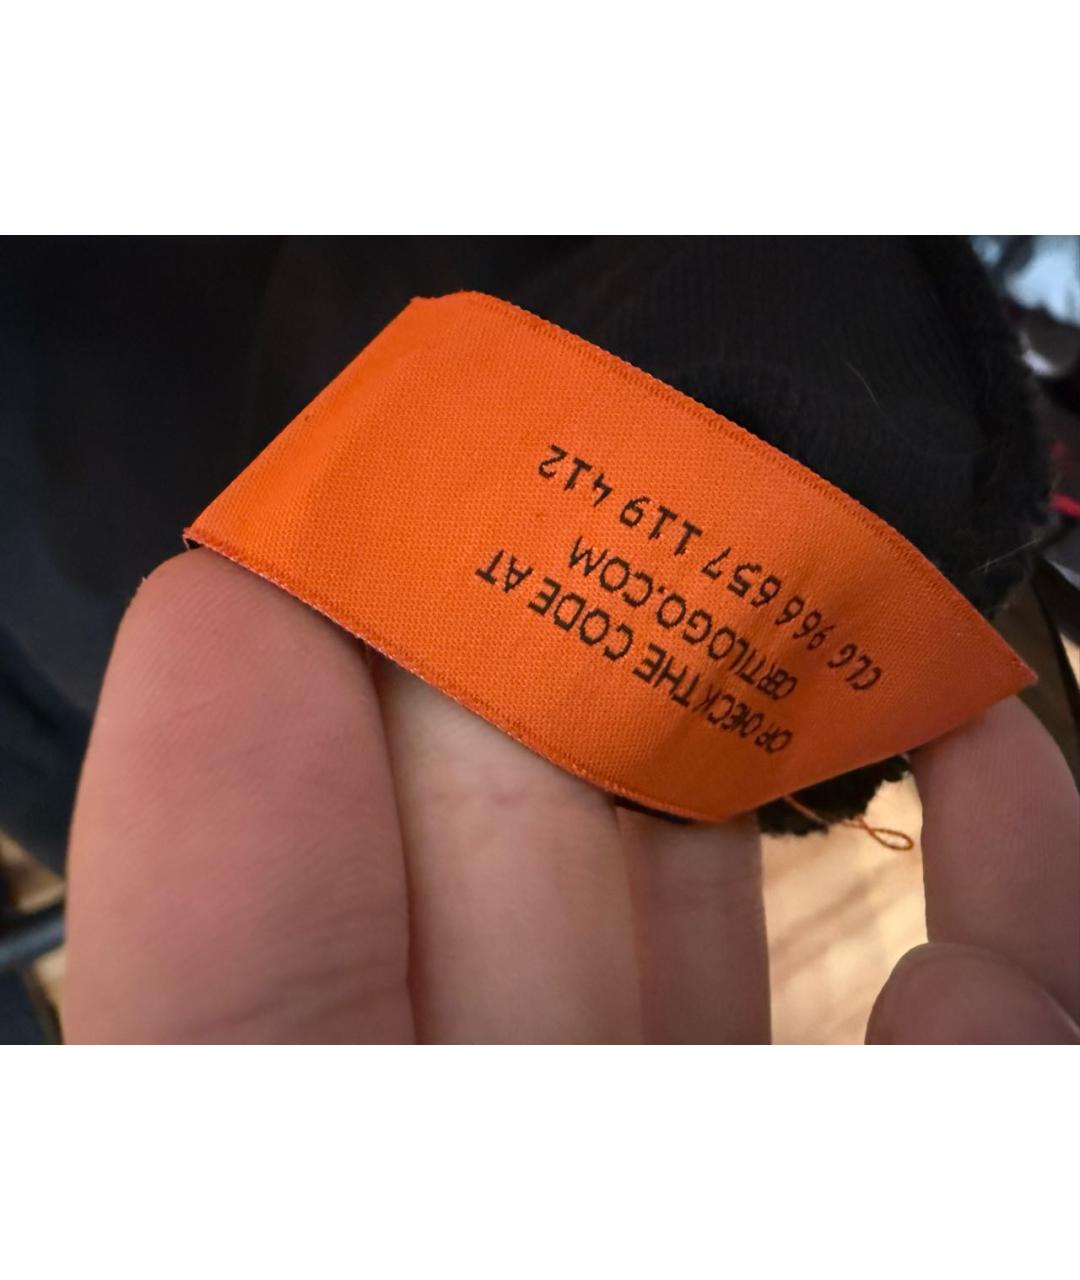 OR CHECK THE CODE AT
CERTILOGO.COM
CLG 966 657 119 412